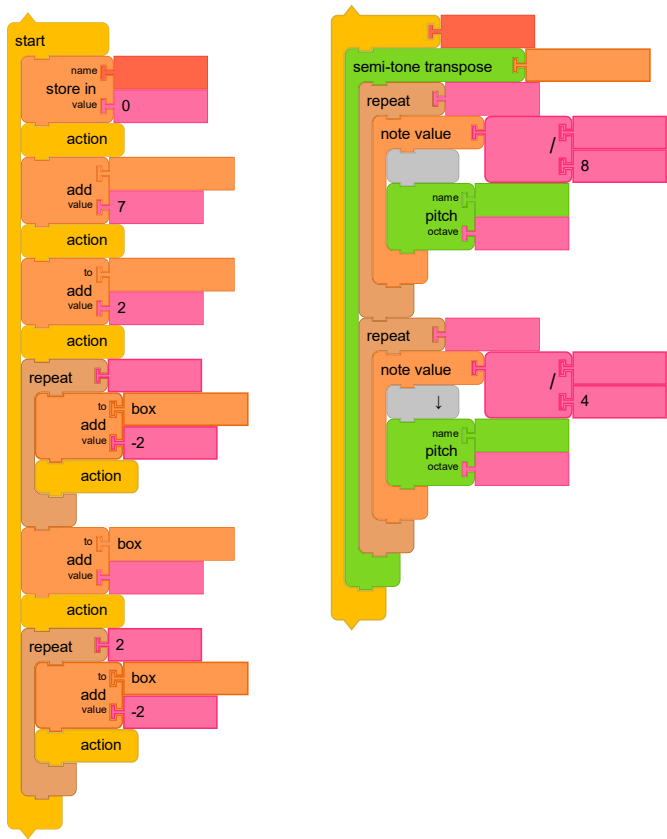 start
name
store in
value 0
action
add
value 7
action
to
add
value 2
action
repeat
to box
add
value -2
action
to box
add
value
action
repeat 2
to box
add
value -2
action
semi-tone transpose
repeat
note value
/
8
name
pitch
octave
repeat
note value
/
4
↓
name
pitch
octave